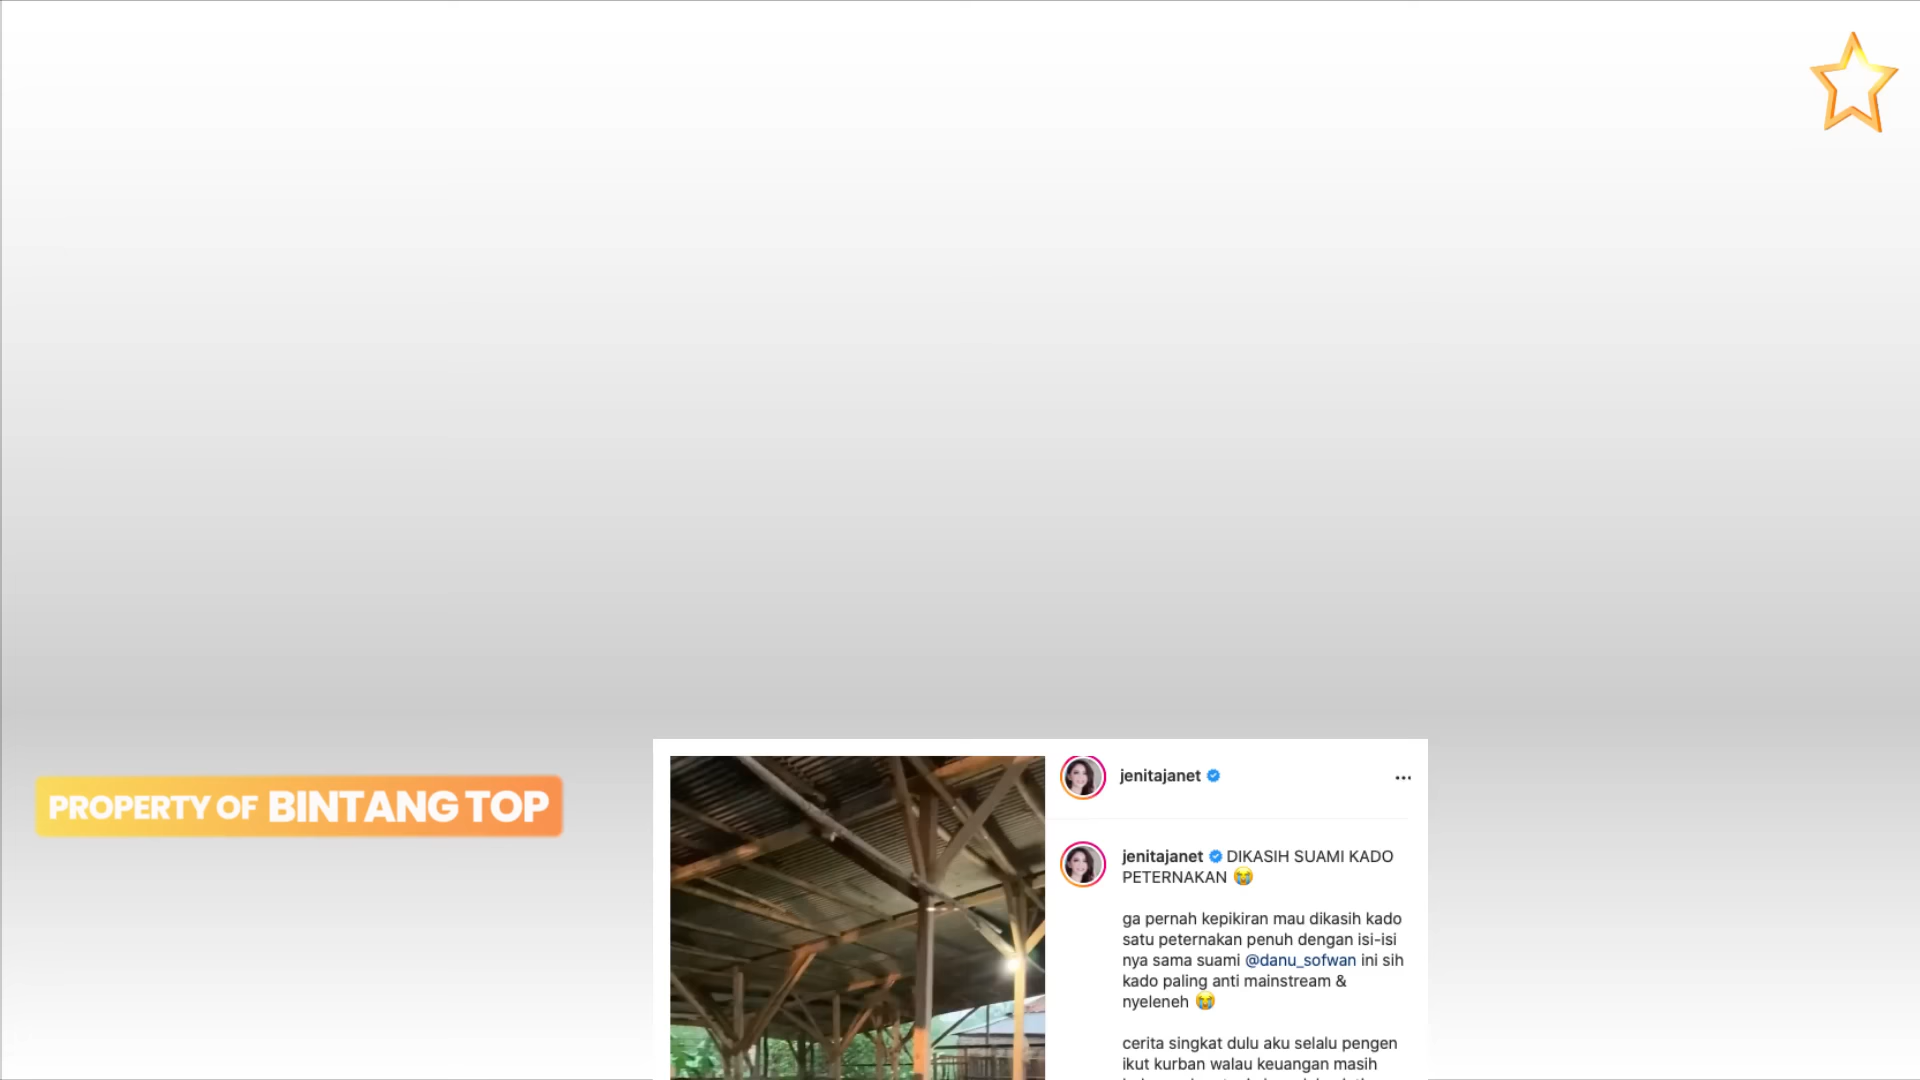 PROPERTY OF BINTANG TOP
jenitajanet
jenitajanet DIKASIH SUAMI KADO
PETERNAKAN 😭
ga pernah kepikiran mau dikasih kado
satu peternakan penuh dengan isi-isi
nya sama suami @danu_sofwan ini sih
kado paling anti mainstream &
nyeleneh 😭
cerita singkat dulu aku selalu pengen
ikut kurban walau keuangan masih